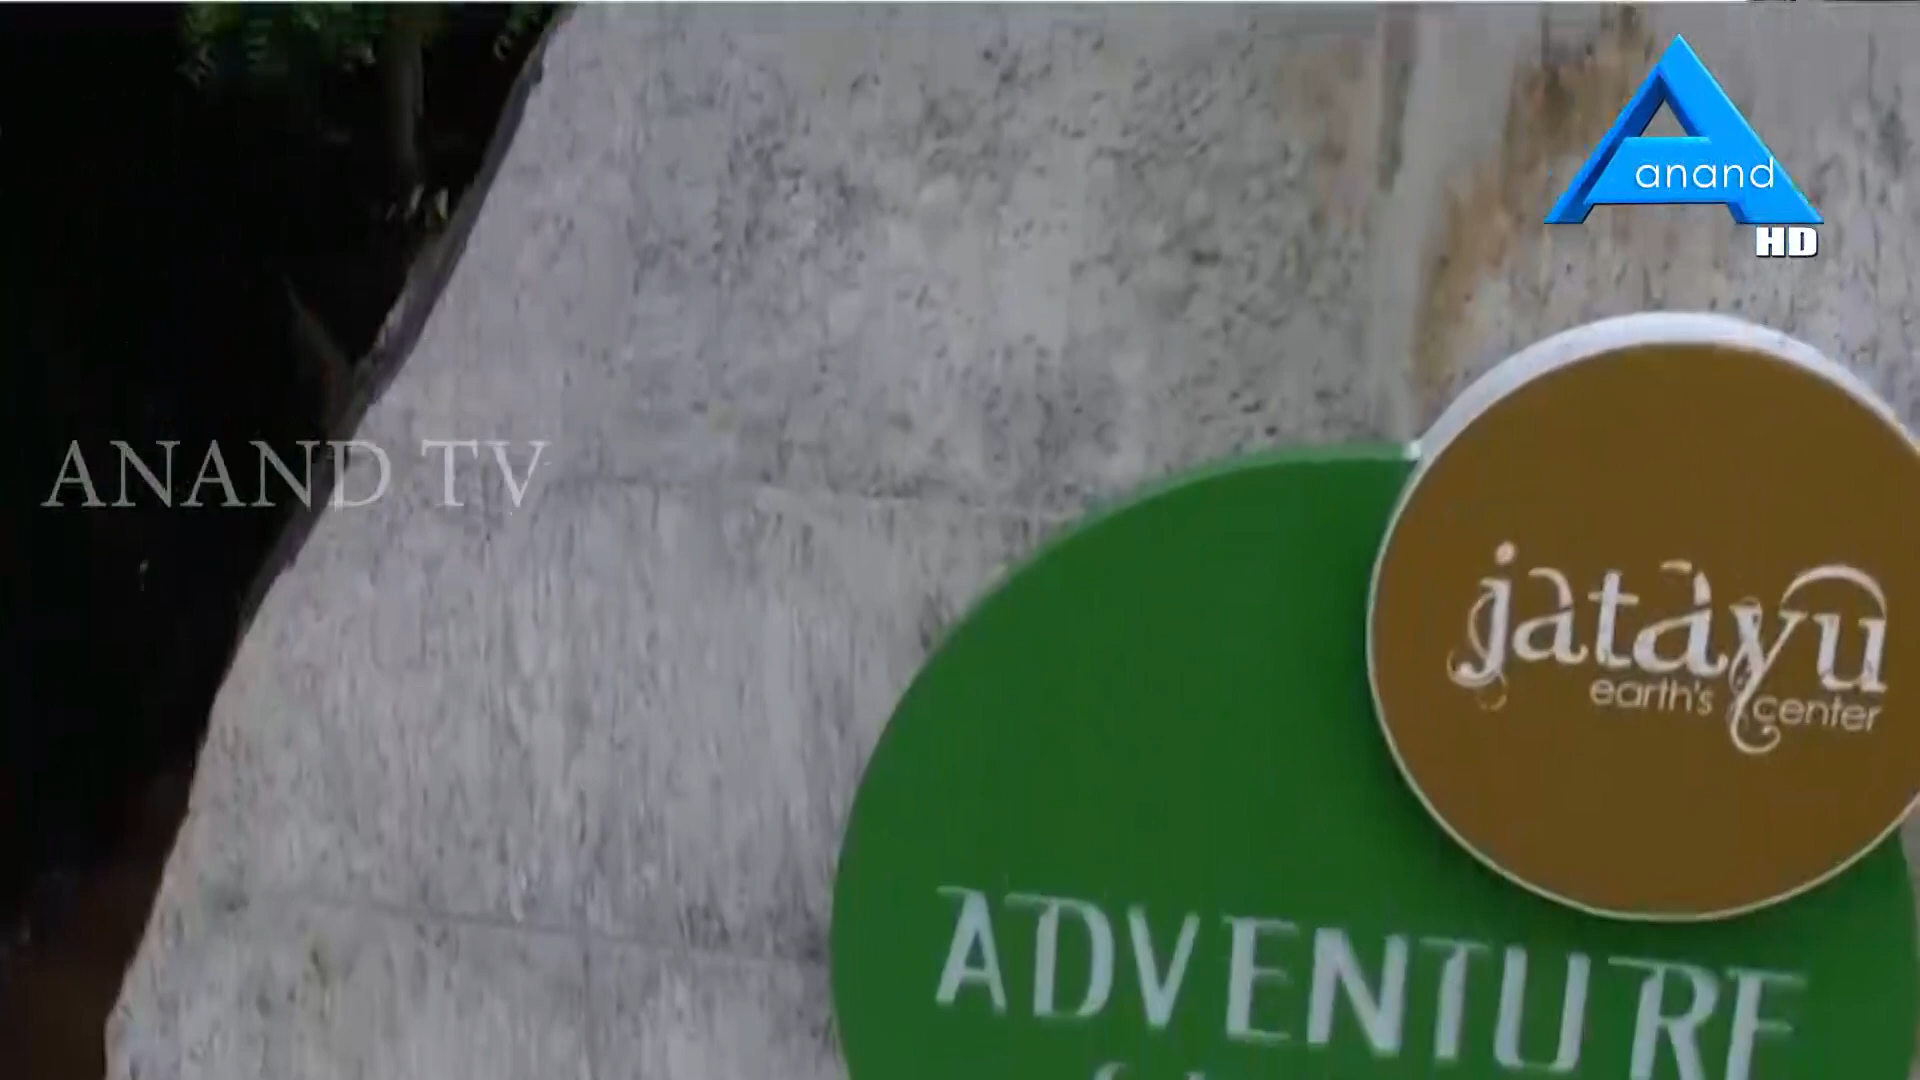 anand
HD
ANAND TV
jatayu
earth's center
ADVENTURE